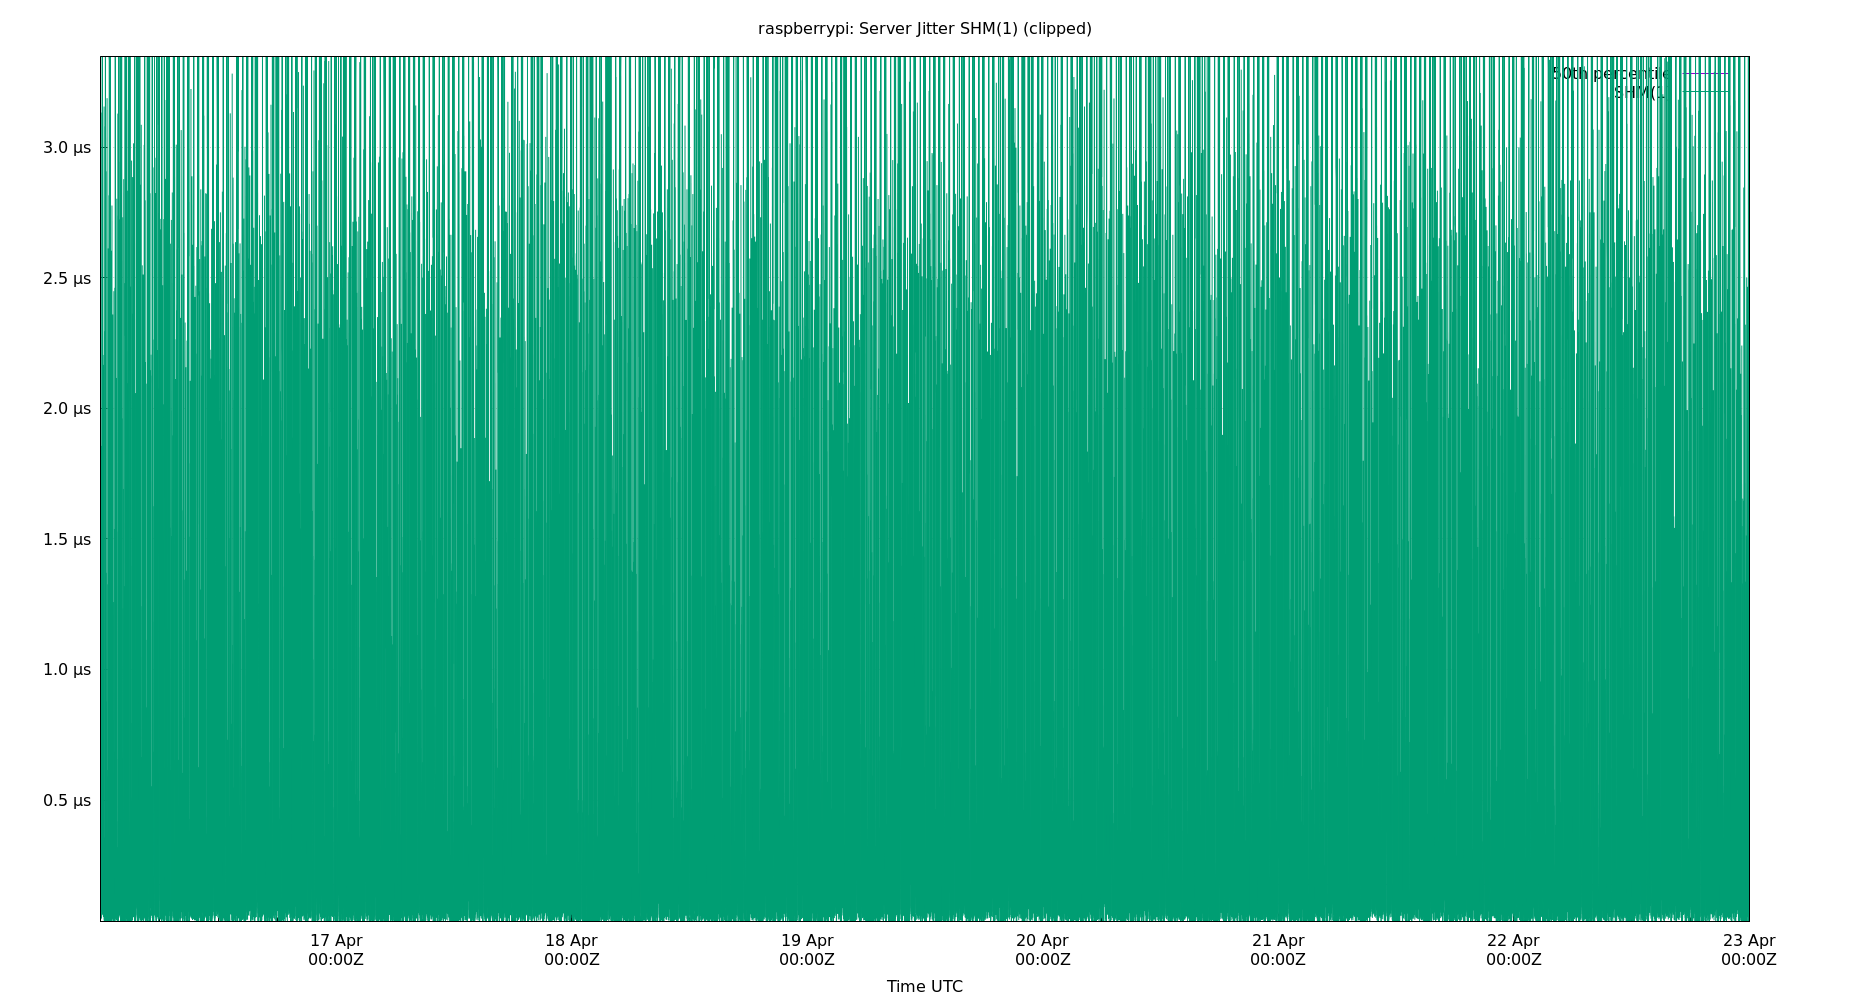 raspberrypi: Server Jitter SHM(1) (clipped)
50th percentile
SHM(1)
3.0 μs
2.5 μs
2.0 μs
1.5 μs
1.0 μs
0.5 μs
17 Apr 18 Apr 19 Apr 20 Apr 21 Apr 22 Apr 23 Apr
00:00Z 00:00Z 00:00Z 00:00Z 00:00Z 00:00Z 00:00Z
Time UTC